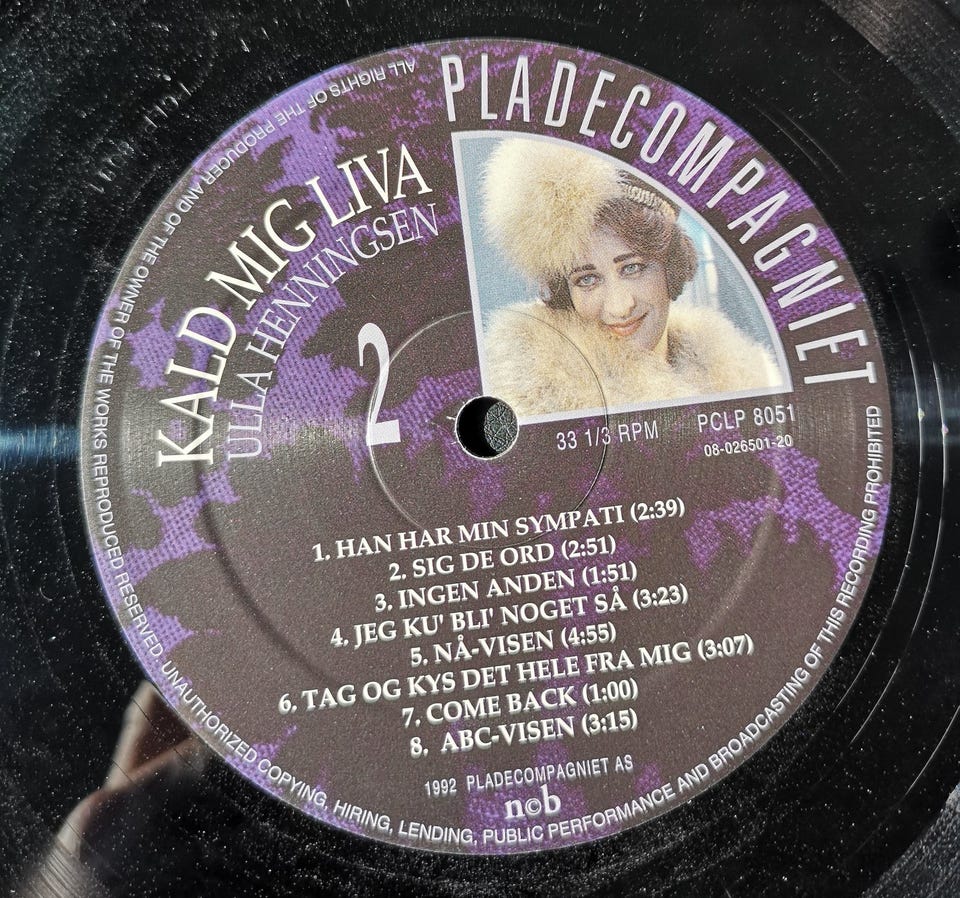 PLADECOMPAGNIET
KALD MIG LIVA
ULLA HENNINGSEN
2
33 1/3 RPM
PCLP 8051
08-026501-20
1. HAN HAR MIN SYMPATI (2:39)
2. SIG DE ORD (2:51)
3. INGEN ANDEN (1:51)
4. JEG KU' BLI' NOGET SÅ (3:23)
5. NÅ-VISEN (4:55)
6. TAG OG KYS DET HELE FRA MIG (3:07)
7. COME BACK (1:00)
8. ABC-VISEN (3:15)
1992 PLADECOMPAGNIET AS
n©b
ALL RIGHTS OF THE PRODUCER AND OF THE OWNER OF THE WORKS REPRODUCED RESERVED. UNAUTHORIZED COPYING, HIRING, LENDING, PUBLIC PERFORMANCE AND BROADCASTING OF THIS RECORDING PROHIBITED